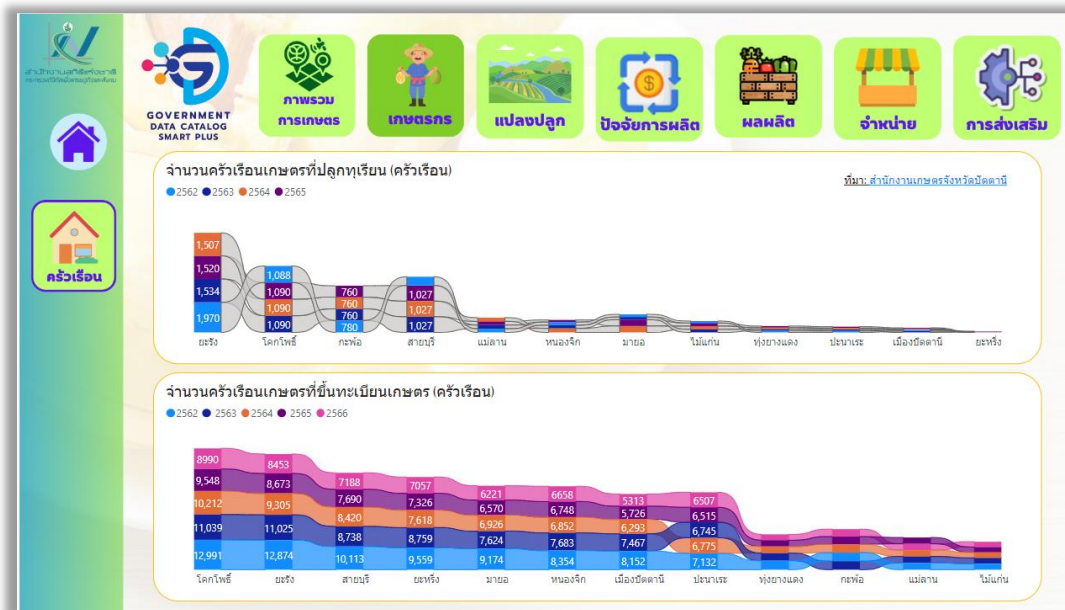 สำนักงานสถิติแห่งชาติ
GOVERNMENT
DATA CATALOG
SMART PLUS
ภาพรวม
การเกษตร
เกษตรกร
แปลงปลูก
ปัจจัยการผลิต
ผลผลิต
จำหน่าย
การส่งเสริม
ครัวเรือน
จำนวนครัวเรือนเกษตรที่ปลูกทุเรียน (ครัวเรือน)
2562 2563 2564 2565
ที่มา: สำนักงานเกษตรจังหวัดปัตตานี
1,507
1,520
1,534
1,970
1,088
1,090
1,090
1,090
760
760
760
780
1,027
1,027
1,027
ยะรัง โคกโพธิ์ กะพ้อ สายบุรี แม่ลาน หนองจิก มายอ ไม้แก่น ทุ่งยางแดง ปะนาเระ เมืองปัตตานี ยะหริ่ง
จำนวนครัวเรือนเกษตรที่ขึ้นทะเบียนเกษตร (ครัวเรือน)
2562 2563 2564 2565 2566
8990
9,548
10,212
11,039
12,991
8453
8,673
9,305
11,025
12,874
7188
7,690
8,420
8,738
10,113
7057
7,326
7,618
8,759
9,559
6221
6,570
6,926
7,624
9,174
6658
6,748
6,852
7,683
8,354
5313
5,726
6,293
7,467
8,152
6507
6,515
6,745
6,775
7,132
โคกโพธิ์ ยะรัง สายบุรี ยะหริ่ง มายอ หนองจิก เมืองปัตตานี ปะนาเระ ทุ่งยางแดง กะพ้อ แม่ลาน ไม้แก่น